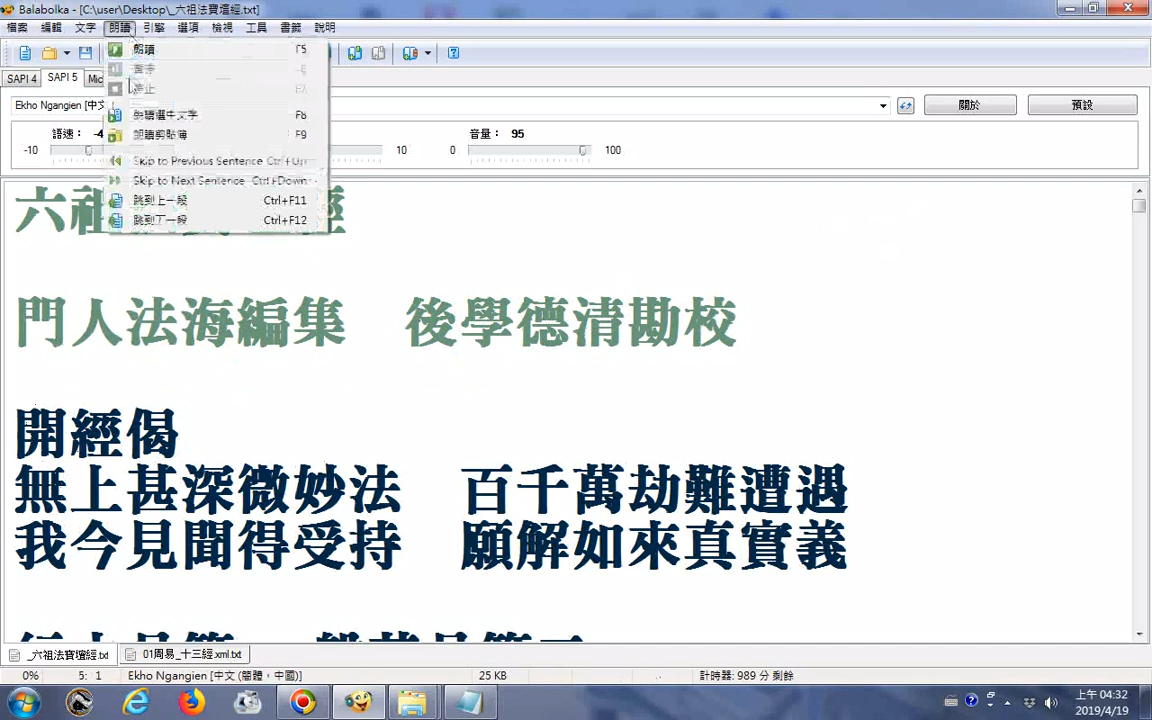 Balabolka - [C:\user\Desktop\_六祖法寶壇經.txt]
檔案 編輯 文字 朗讀 引擎 選項 檢視 工具 書籤 說明
朗讀 F5
暫停
停止
朗讀選中文字 F8
朗讀剪貼簿 F9
Skip to Previous Sentence Ctrl+Up
Skip to Next Sentence Ctrl+Down
跳到上一段 Ctrl+F11
跳到下一段 Ctrl+F12
SAPI 4 SAPI 5 Mic
Ekho Ngangien [中文
關於 預設
語速： -4 音量： 95
-10 10 0 100
六祖 經
門人法海編集 後學德清勘校
開經偈
無上甚深微妙法 百千萬劫難遭遇
我今見聞得受持 願解如來真實義
_六祖法寶壇經.txt 01周易_十三經.xml.txt
0% 5: 1 Ekho Ngangien [中文 (簡體，中國)] 25 KB 計時器: 989 分 剩餘
上午 04:32
2019/4/19